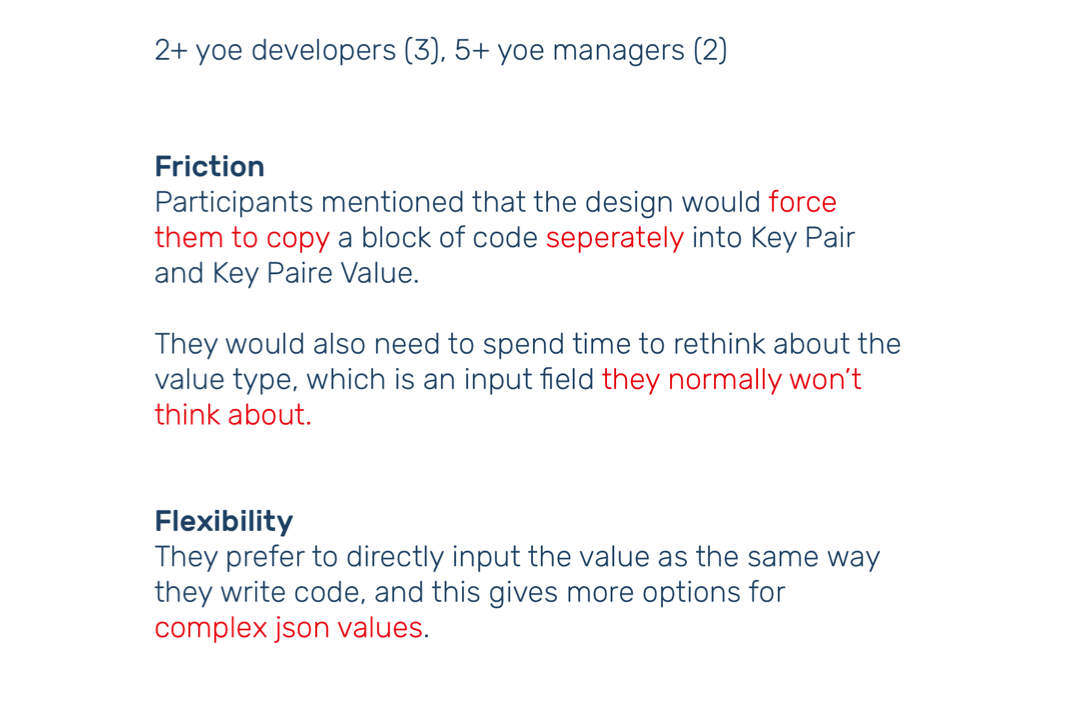 2+ yoe developers (3), 5+ yoe managers (2)
Friction
Participants mentioned that the design would force
them to copy a block of code seperately into Key Pair
and Key Paire Value.
They would also need to spend time to rethink about the
value type, which is an input field they normally won’t
think about.
Flexibility
They prefer to directly input the value as the same way
they write code, and this gives more options for
complex json values.